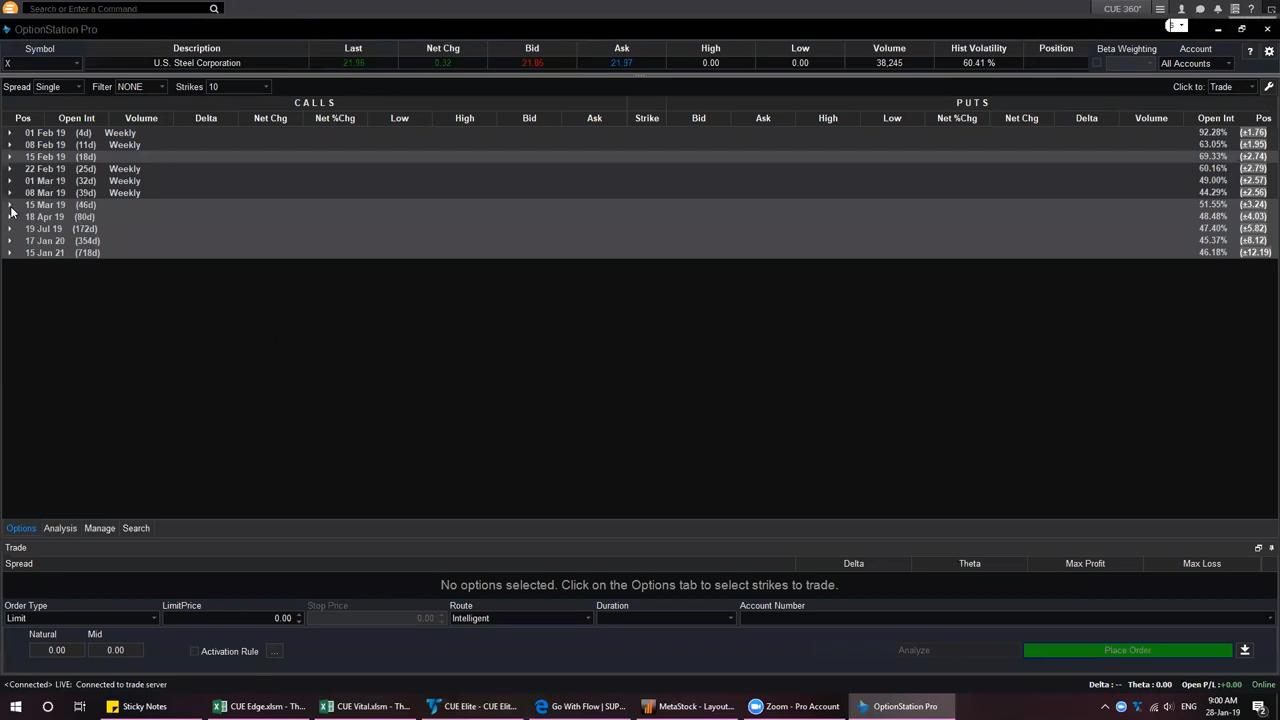 Search or Enter a Command
CUE 360°
?
OptionStation Pro
Symbol Description Last Net Chg Bid Ask High Low Volume Hist Volatility Position Beta Weighting Account
X U.S. Steel Corporation 21.96 0.32 21.85 21.97 0.00 0.00 38,245 60.41 % All Accounts ?
Spread Single Filter NONE Strikes 10 Click to: Trade
CALLS PUTS
Pos Open Int Volume Delta Net Chg Net %Chg Low High Bid Ask Strike Bid Ask High Low Net %Chg Net Chg Delta Volume Open Int Pos
01 Feb 19 (4d) Weekly 92.28% (±1.76)
08 Feb 19 (11d) Weekly 63.05% (±1.95)
15 Feb 19 (18d) 69.33% (±2.74)
22 Feb 19 (25d) Weekly 60.16% (±2.79)
01 Mar 19 (32d) Weekly 49.00% (±2.57)
08 Mar 19 (39d) Weekly 44.29% (±2.56)
15 Mar 19 (46d) 51.55% (±3.24)
18 Apr 19 (80d) 48.48% (±4.03)
19 Jul 19 (172d) 47.40% (±5.82)
17 Jan 20 (354d) 45.37% (±8.12)
15 Jan 21 (718d) 46.18% (±12.19)
Options Analysis Manage Search
Trade
Spread Delta Theta Max Profit Max Loss
No options selected. Click on the Options tab to select strikes to trade.
Order Type LimitPrice Stop Price Route Duration Account Number
Limit 0.00 0.00 Intelligent
Natural Mid
0.00 0.00 Activation Rule ... Analyze Place Order
<Connected> LIVE: Connected to trade server Delta : -- Theta : 0.00 Open P/L : +0.00 Online
Sticky Notes CUE Edge.xlsm - Th... CUE Vital.xlsm - Th... CUE Elite - CUE Elit... Go With Flow | SUP... MetaStock - Layout... Zoom - Pro Account OptionStation Pro ENG 9:00 AM
28-Jan-19 2